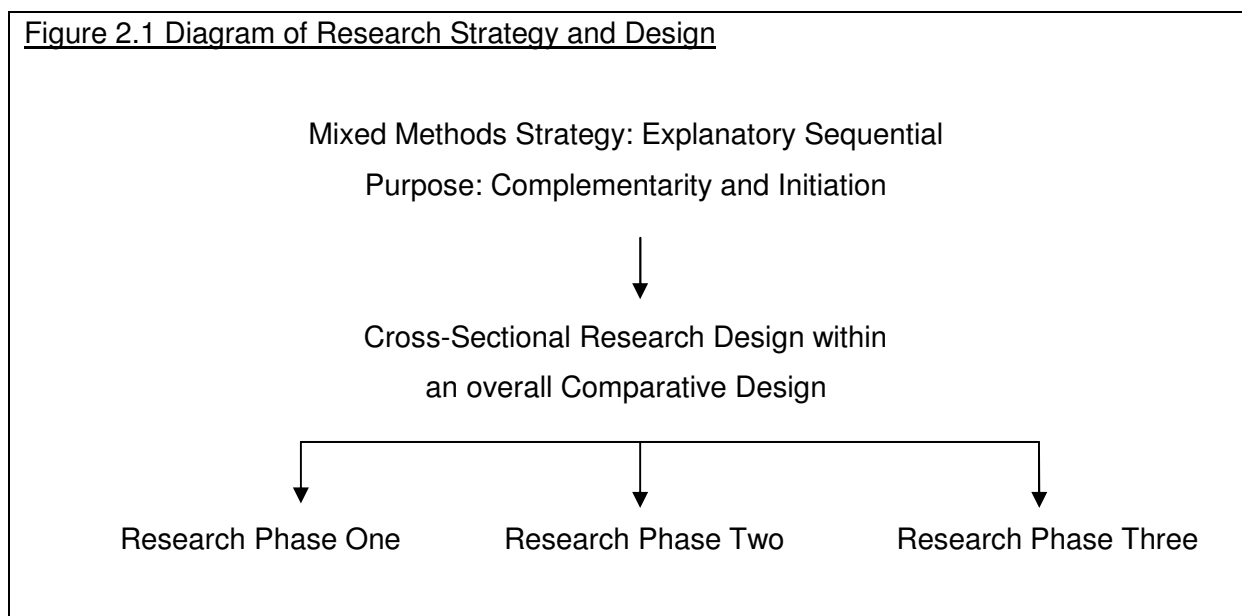 Figure 2.1 Diagram of Research Strategy and Design
Mixed Methods Strategy: Explanatory Sequential
Purpose: Complementarity and Initiation
Cross-Sectional Research Design within
an overall Comparative Design
Research Phase One Research Phase Two Research Phase Three